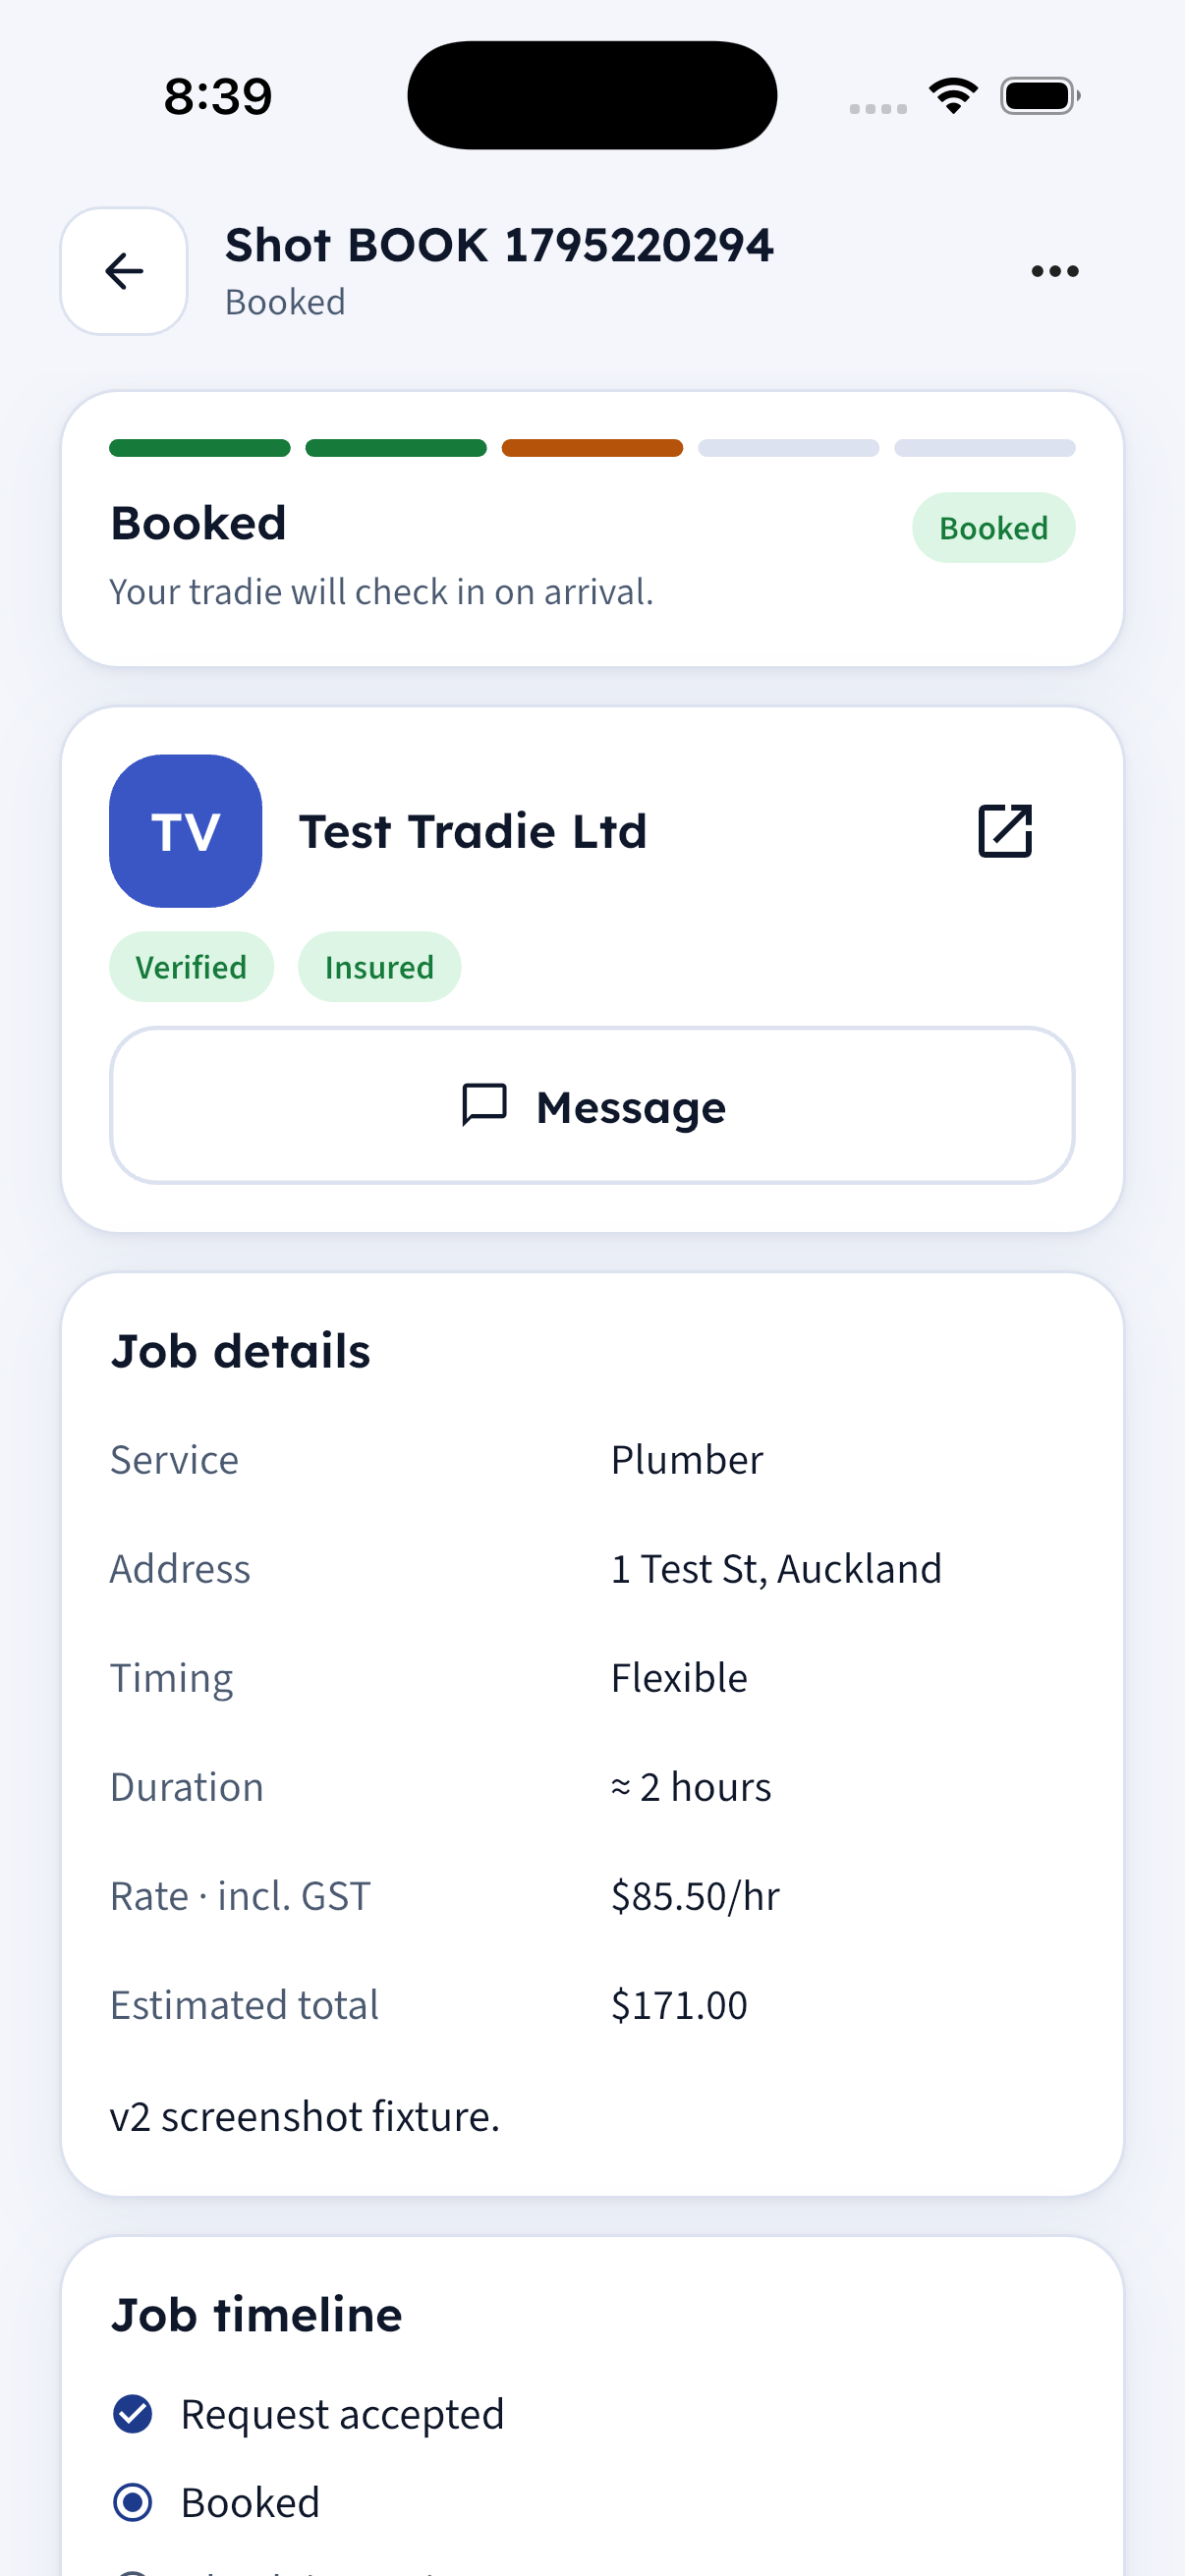 8:39
Shot BOOK 1795220294
Booked
Booked
Booked
Your tradie will check in on arrival.
TV
Test Tradie Ltd
Verified
Insured
Message
Job details
Service
Plumber
Address
1 Test St, Auckland
Timing
Flexible
Duration
≈ 2 hours
Rate · incl. GST
$85.50/hr
Estimated total
$171.00
v2 screenshot fixture.
Job timeline
Request accepted
Booked